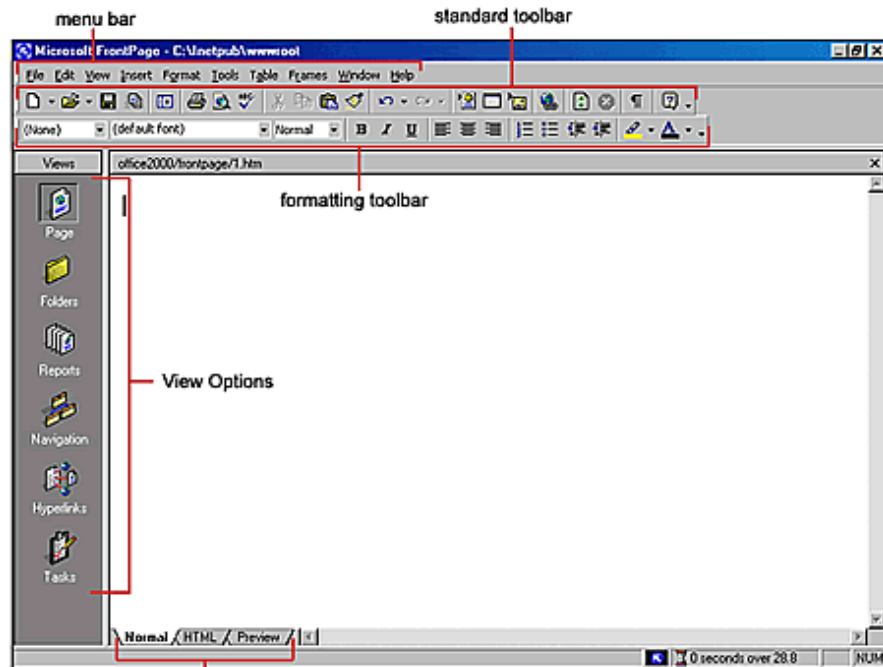 menu bar
standard toolbar
Microsoft FrontPage - C:\Inetpub\wwwroot
File Edit View Insert Format Tools Table Frames Window Help
(None) (default font) Normal B I U A
Views office2000/frontpage/1.htm
formatting toolbar
Page
Folders
Reports
View Options
Navigation
Hyperlinks
Tasks
Normal HTML Preview
0 seconds over 28.8 NUM